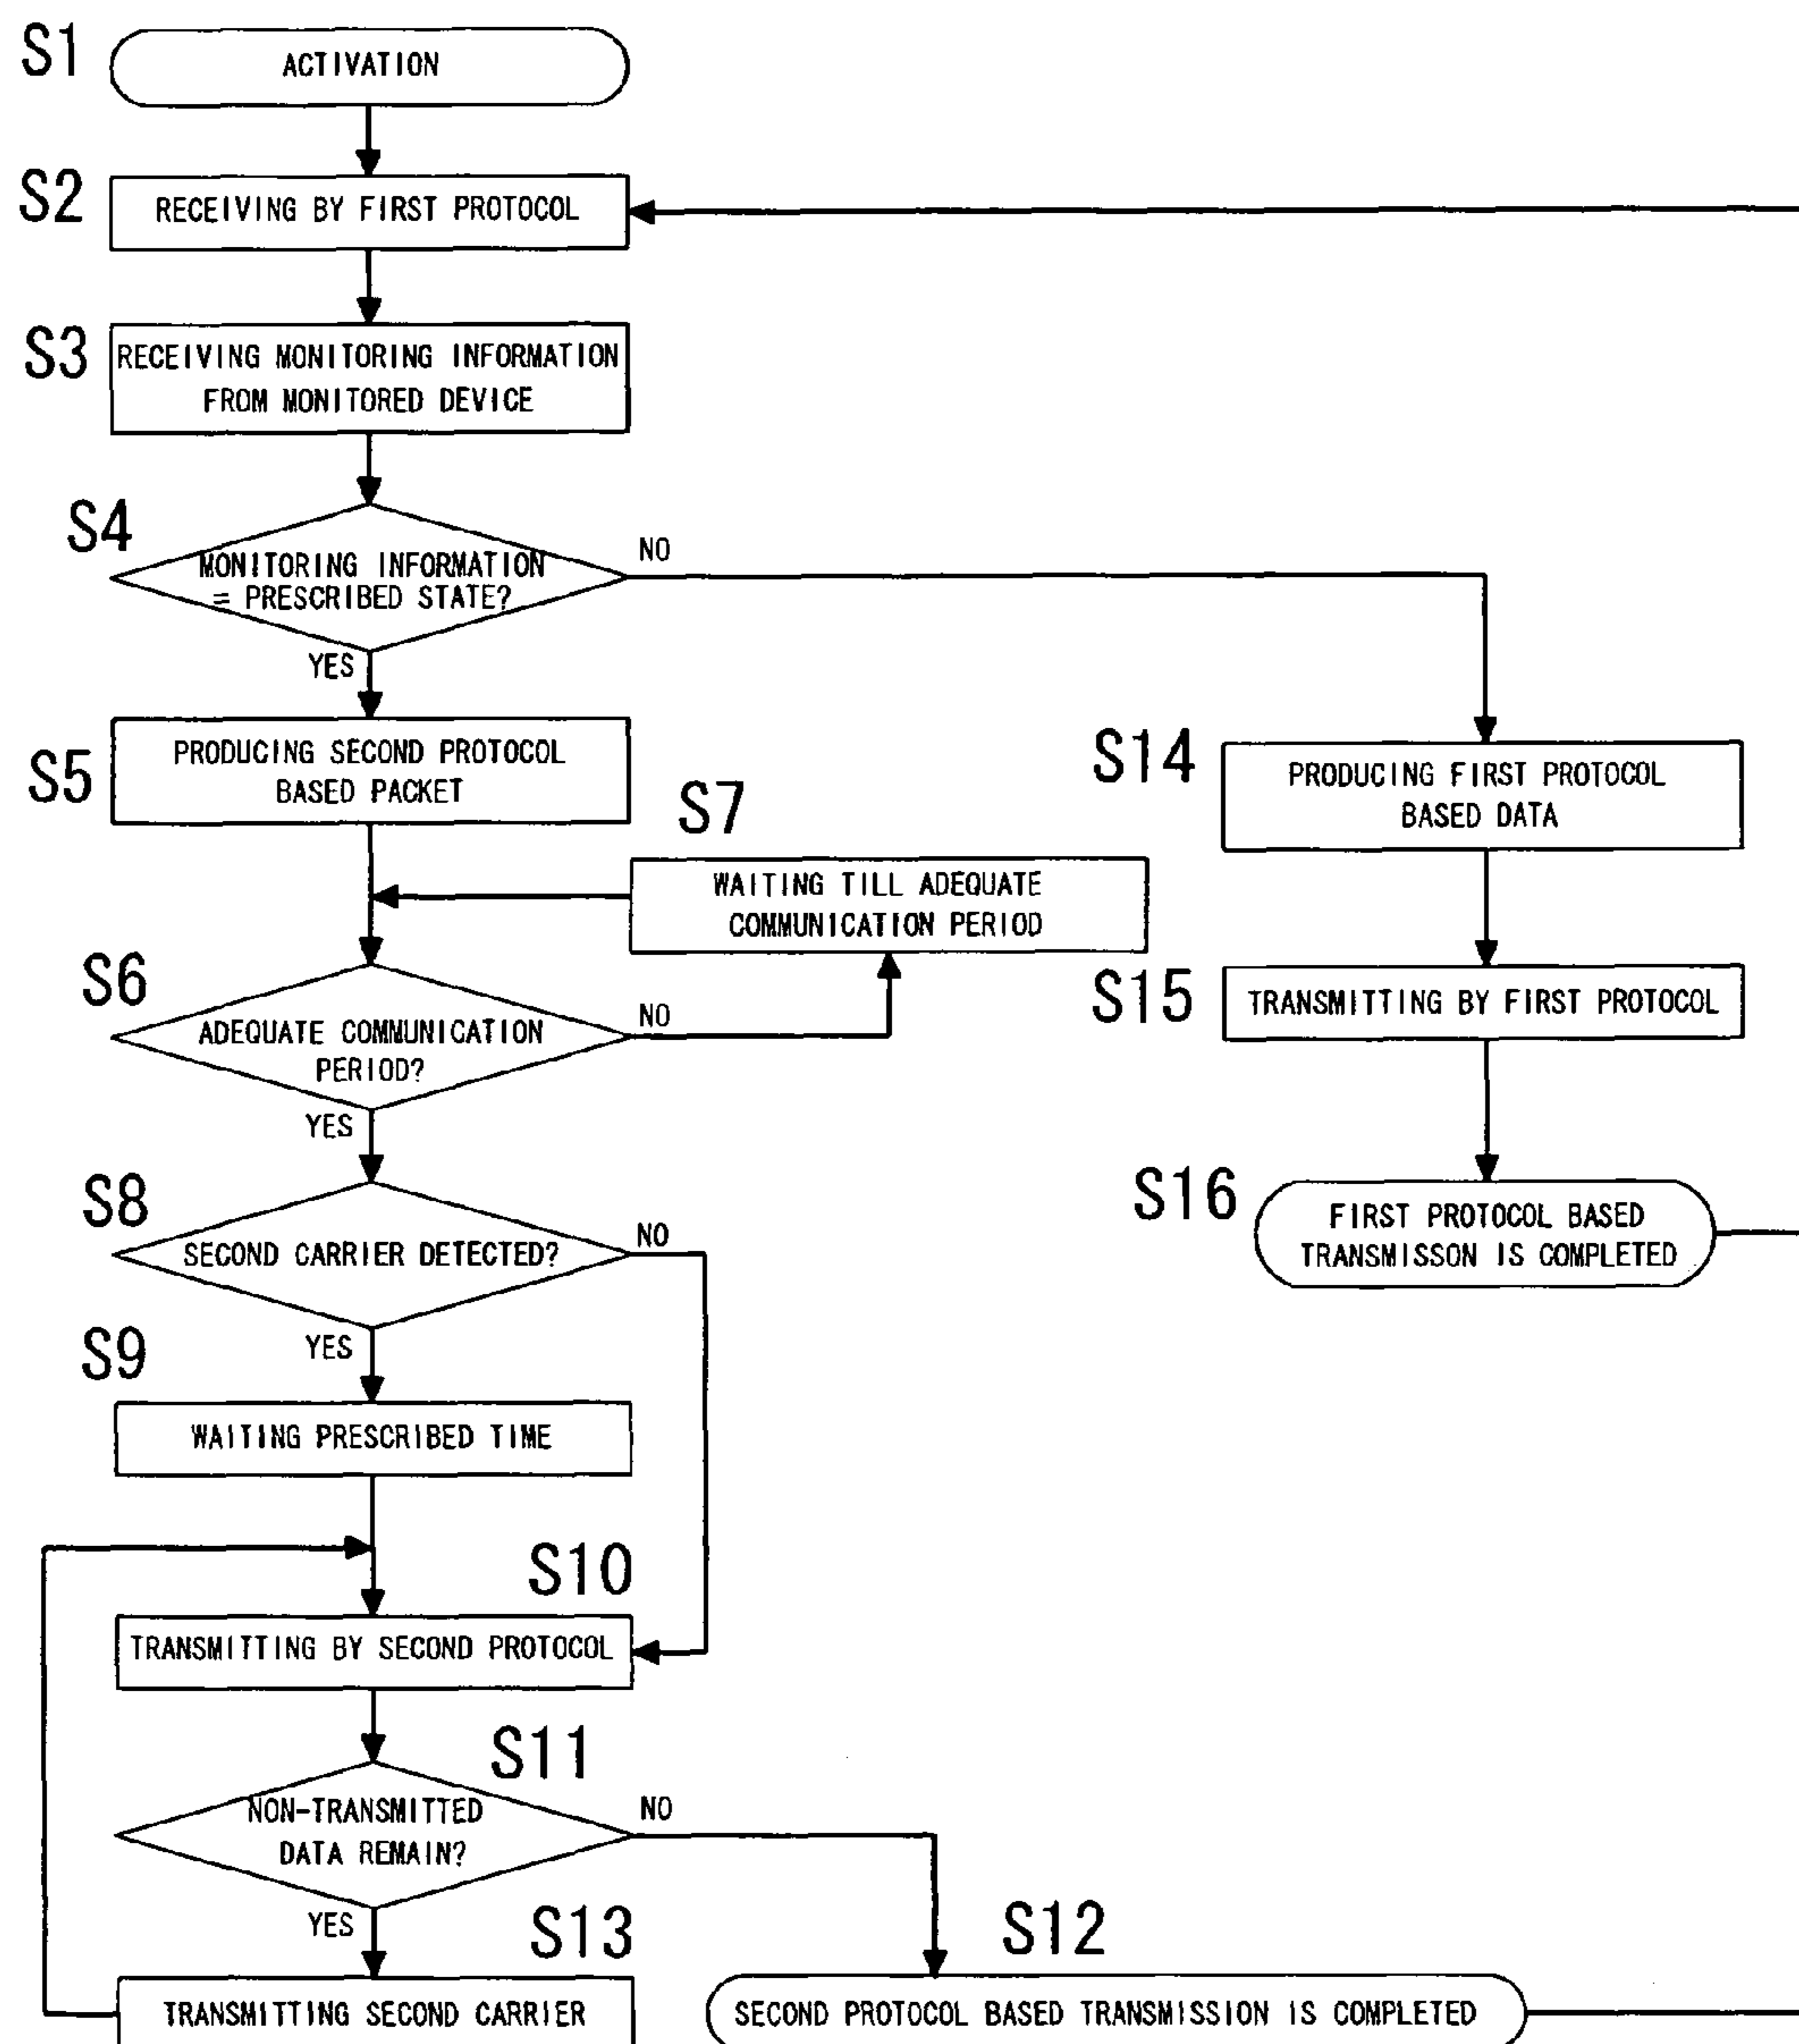 S1
ACTIVATION
S2
RECEIVING BY FIRST PROTOCOL
S3
RECEIVING MONITORING INFORMATION
FROM MONITORED DEVICE
S4
MONITORING INFORMATION
= PRESCRIBED STATE?
NO
YES
S5
PRODUCING SECOND PROTOCOL
BASED PACKET
S7
WAITING TILL ADEQUATE
COMMUNICATION PERIOD
S6
ADEQUATE COMMUNICATION
PERIOD?
NO
YES
S8
SECOND CARRIER DETECTED?
NO
YES
S9
WAITING PRESCRIBED TIME
S10
TRANSMITTING BY SECOND PROTOCOL
S11
NON-TRANSMITTED
DATA REMAIN?
NO
YES
S13
TRANSMITTING SECOND CARRIER
S12
SECOND PROTOCOL BASED TRANSMISSION IS COMPLETED
S14
PRODUCING FIRST PROTOCOL
BASED DATA
S15
TRANSMITTING BY FIRST PROTOCOL
S16
FIRST PROTOCOL BASED
TRANSMISSON IS COMPLETED